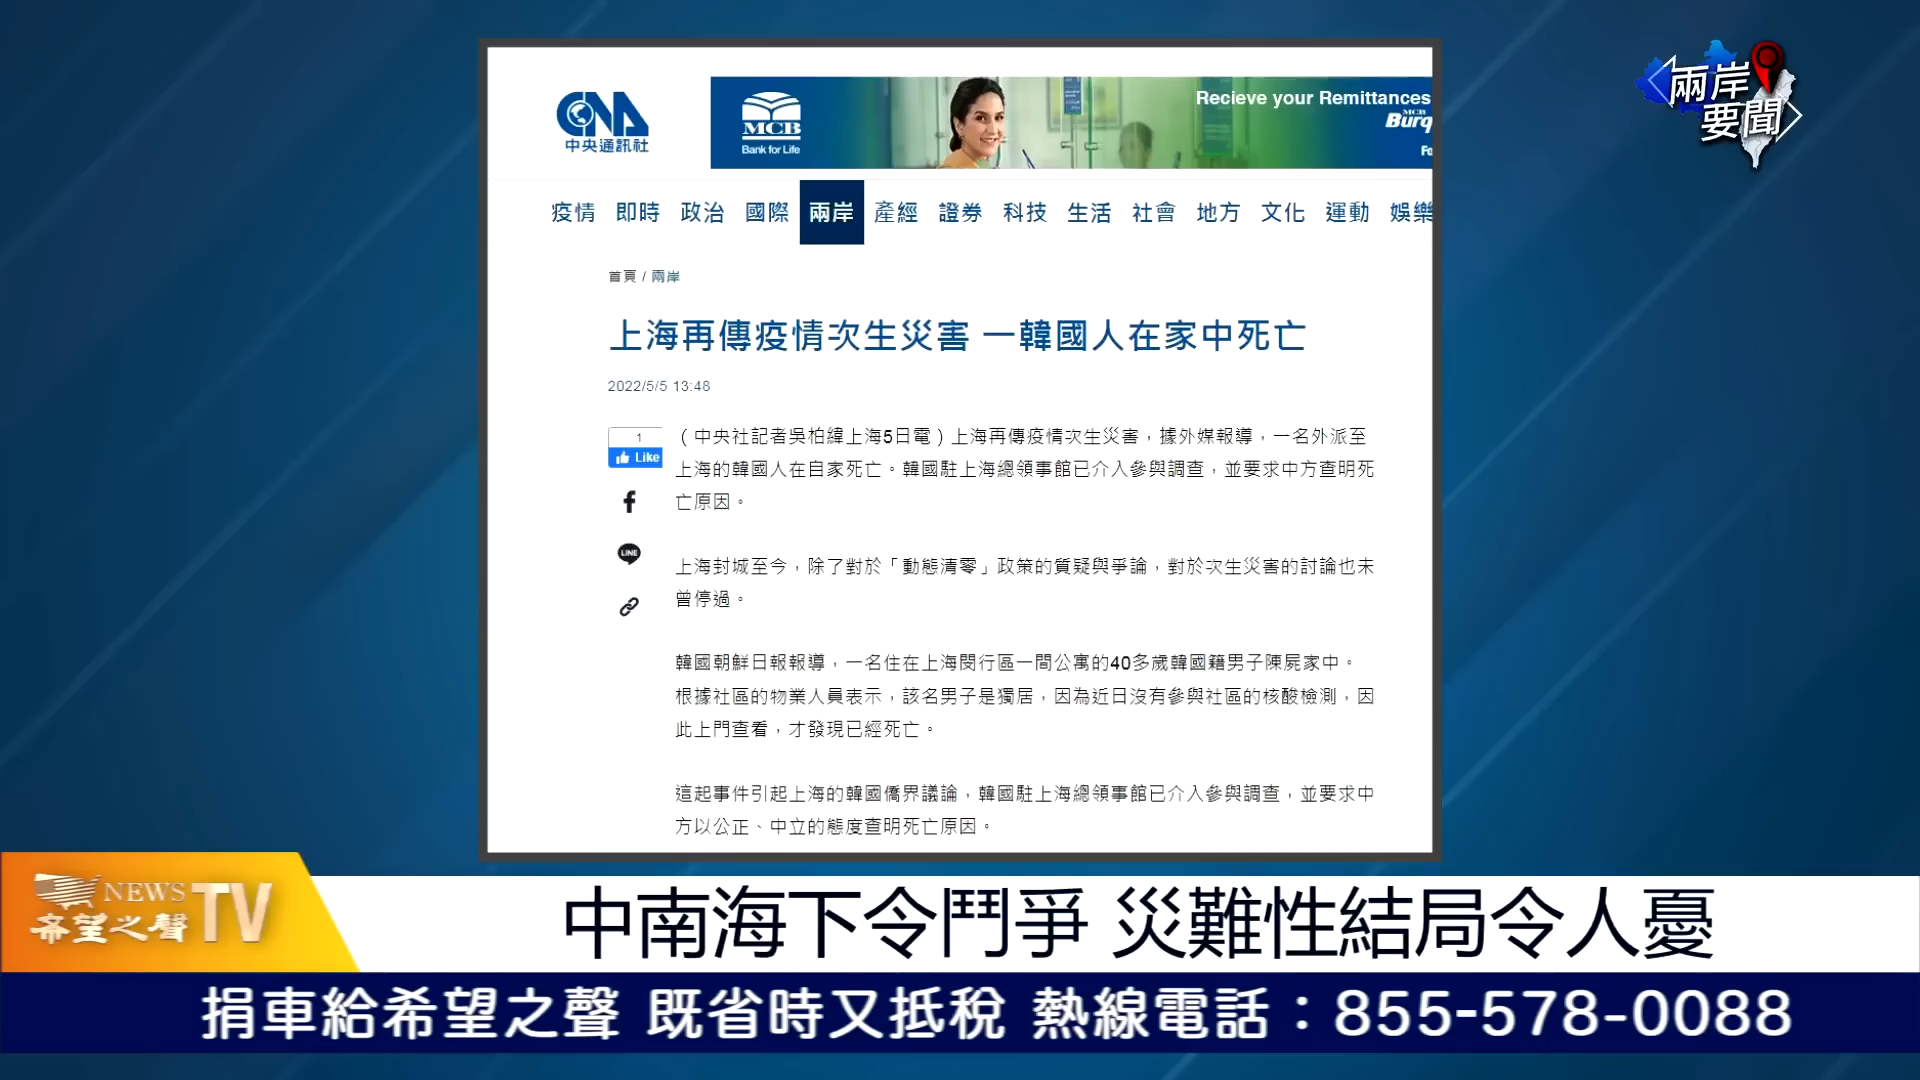 兩岸
要聞
CNA
中央通訊社
MCB
Bank for Life
Recieve your Remittances
MCB
疫情 即時 政治 國際 兩岸 產經 證券 科技 生活 社會 地方 文化 運動 娛樂
首頁 / 兩岸
上海再傳疫情次生災害 一韓國人在家中死亡
2022/5/5 13:48
1
Like
LINE
（中央社記者吳柏緯上海5日電）上海再傳疫情次生災害，據外媒報導，一名外派至
上海的韓國人在自家死亡。韓國駐上海總領事館已介入參與調查，並要求中方查明死
亡原因。
上海封城至今，除了對於「動態清零」政策的質疑與爭論，對於次生災害的討論也未
曾停過。
韓國朝鮮日報報導，一名住在上海閔行區一間公寓的40多歲韓國籍男子陳屍家中。
根據社區的物業人員表示，該名男子是獨居，因為近日沒有參與社區的核酸檢測，因
此上門查看，才發現已經死亡。
這起事件引起上海的韓國僑界議論，韓國駐上海總領事館已介入參與調查，並要求中
方以公正、中立的態度查明死亡原因。
NEWS
希望之聲 TV
中南海下令鬥爭 災難性結局令人憂
捐車給希望之聲 既省時又抵稅 熱線電話：855-578-0088